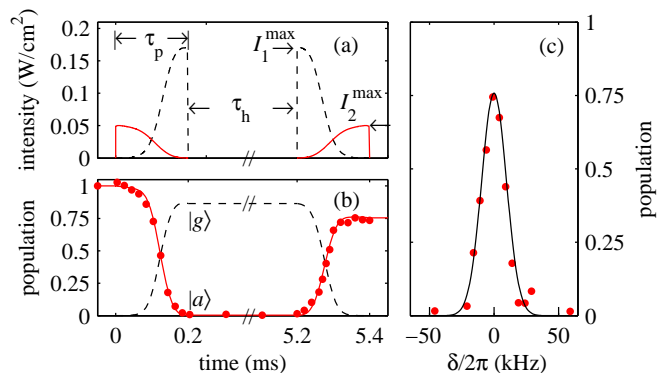 0.2
0.15
0.1
0.05
0
intensity (W/cm²)
τp
(a)
I₁ᵐᵃˣ
τh
I₂ᵐᵃˣ
//
1
0.75
0.5
0.25
0
population
(b)
|g⟩
|a⟩
//
0
0.2
5.2
5.4
time (ms)
(c)
1
0.75
0.5
0.25
0
population
−50
0
50
δ/2π (kHz)